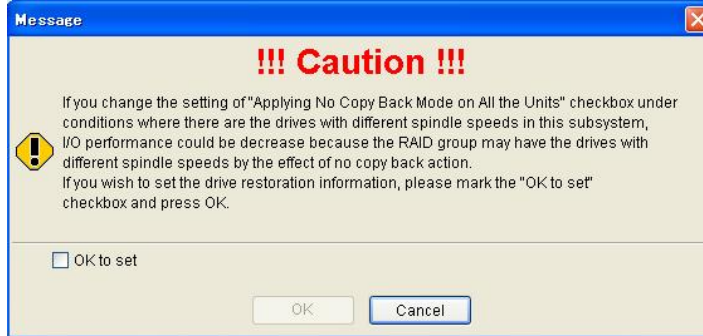 Message
!!! Caution !!!
If you change the setting of "Applying No Copy Back Mode on All the Units" checkbox under
conditions where there are the drives with different spindle speeds in this subsystem,
I/O performance could be decrease because the RAID group may have the drives with
different spindle speeds by the effect of no copy back action.
If you wish to set the drive restoration information, please mark the "OK to set"
checkbox and press OK.
OK to set
OK
Cancel